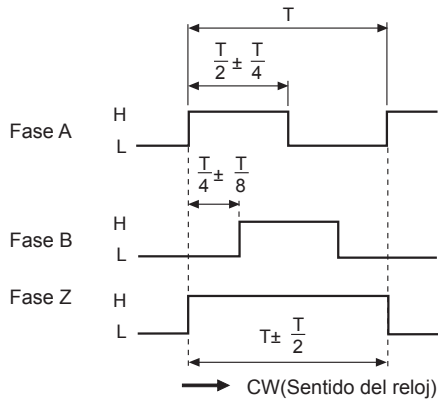 T
T/2 ± T/4
Fase A
H
L
T/4 ± T/8
Fase B
H
L
Fase Z
H
L
T± T/2
CW(Sentido del reloj)